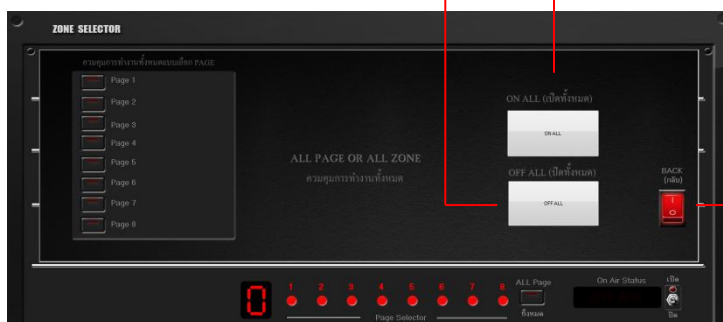 ZONE SELECTOR
ควบคุมการทำงานทั้งหมดแบบเลือก PAGE
Page 1
Page 2
Page 3
Page 4
Page 5
Page 6
Page 7
Page 8
ALL PAGE OR ALL ZONE
ควบคุมการทำงานทั้งหมด
ON ALL (เปิดทั้งหมด)
ON ALL
OFF ALL (ปิดทั้งหมด)
OFF ALL
BACK
(กลับ)
0
1 2 3 4 5 6 7 8
Page Selector
ALL Page
ทั้งหมด
On Air Status
เปิด
ปิด